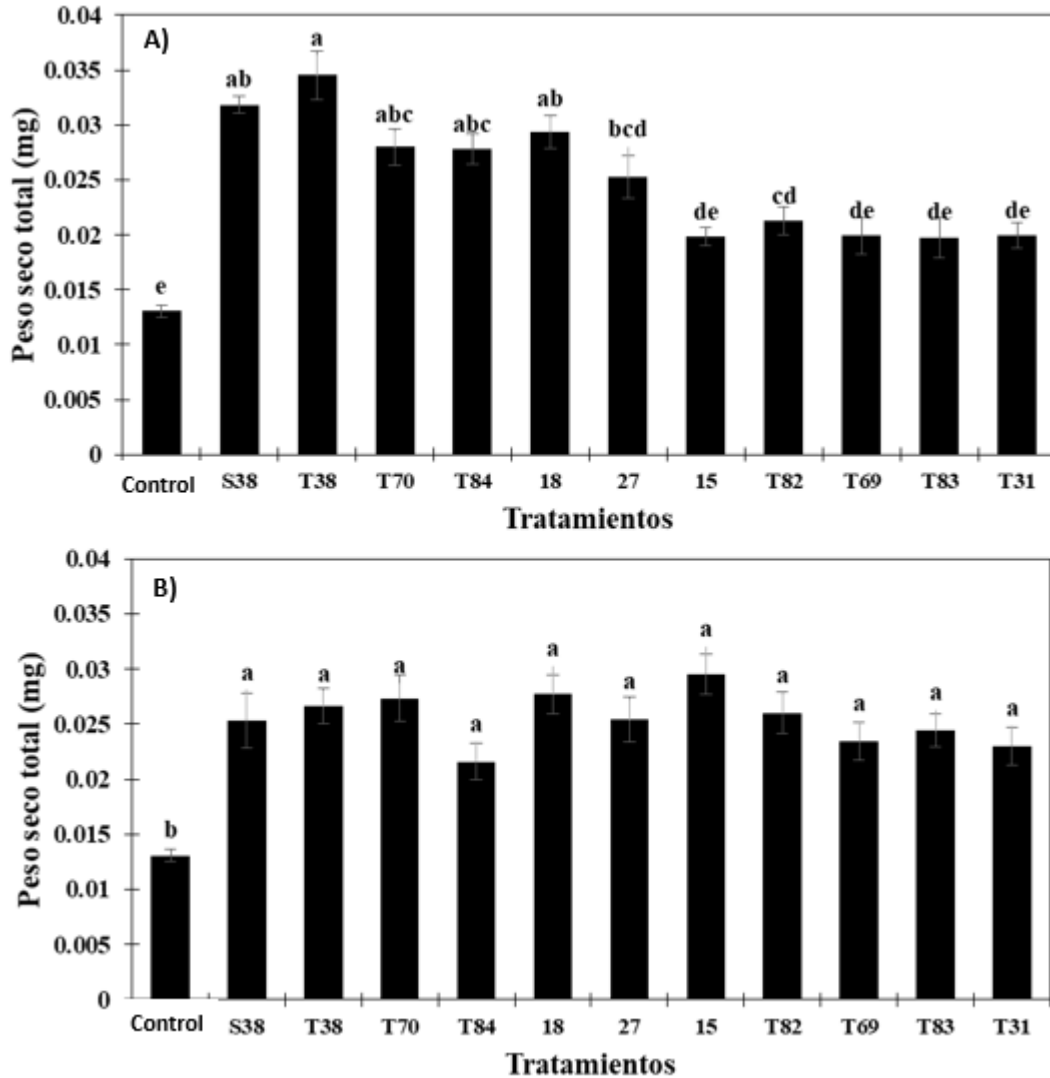 A)
Peso seco total (mg)
0.04
0.035
0.03
0.025
0.02
0.015
0.01
0.005
0
e
ab
a
abc
abc
ab
bcd
de
cd
de
de
de
Control S38 T38 T70 T84 18 27 15 T82 T69 T83 T31
Tratamientos
B)
Peso seco total (mg)
0.04
0.035
0.03
0.025
0.02
0.015
0.01
0.005
0
b
a
a
a
a
a
a
a
a
a
a
a
Control S38 T38 T70 T84 18 27 15 T82 T69 T83 T31
Tratamientos